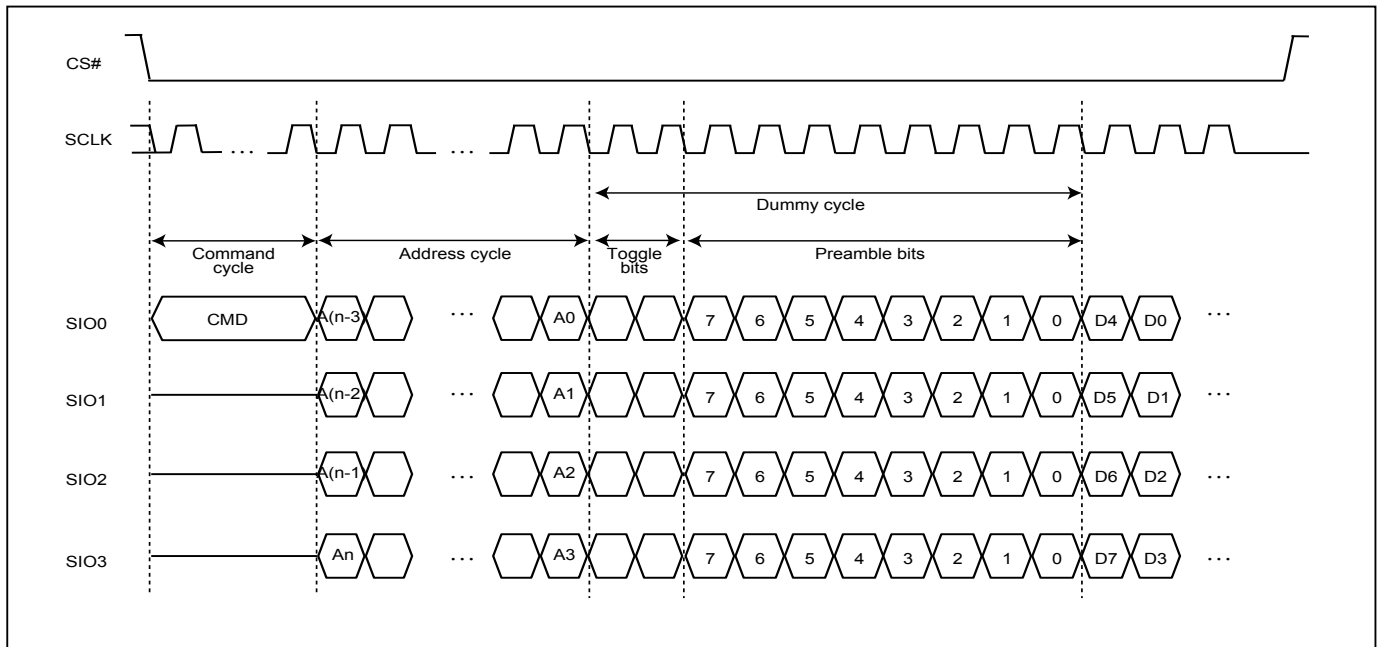 CS#
SCLK ... ...
Dummy cycle
Command cycle
Address cycle
Toggle bits
Preamble bits
SIO0 CMD A(n-3) ... A0 7 6 5 4 3 2 1 0 D4 D0 ...
SIO1 A(n-2) ... A1 7 6 5 4 3 2 1 0 D5 D1 ...
SIO2 A(n-1) ... A2 7 6 5 4 3 2 1 0 D6 D2 ...
SIO3 An ... A3 7 6 5 4 3 2 1 0 D7 D3 ...